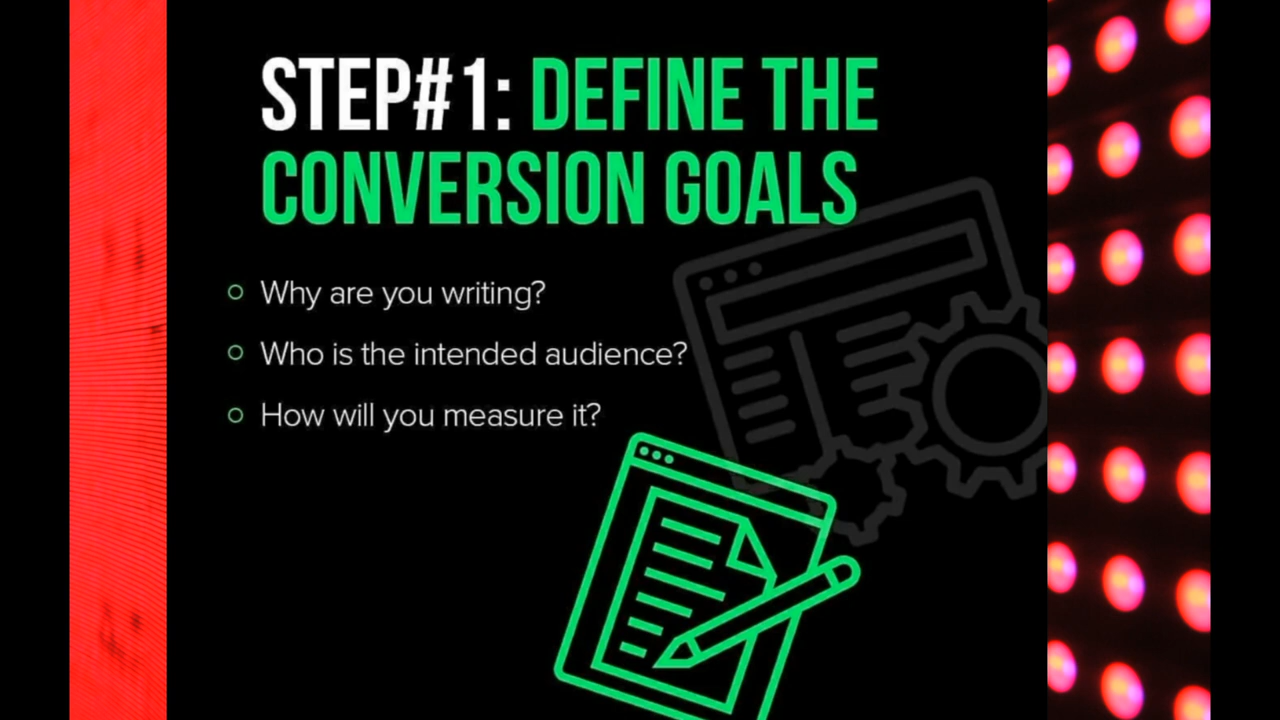 STEP#1: DEFINE THE
CONVERSION GOALS
Why are you writing?
Who is the intended audience?
How will you measure it?